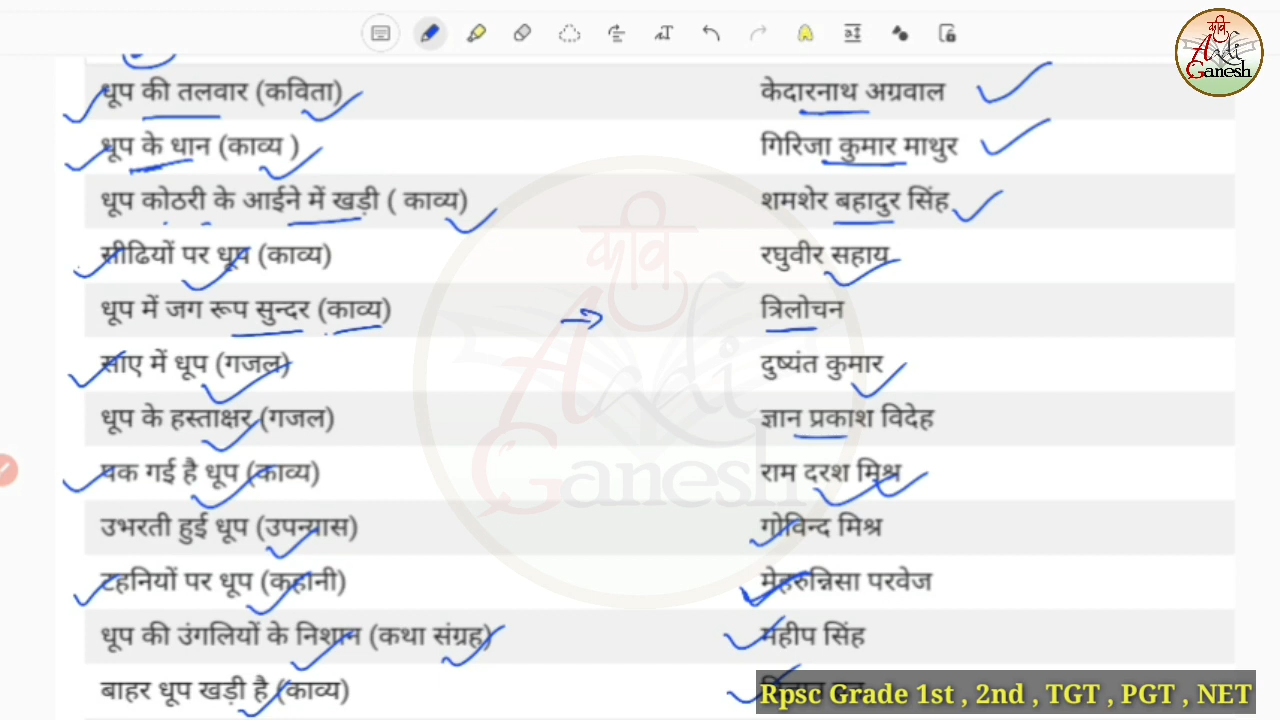 कवि
Aadi
Ganesh
धूप की तलवार (कविता) केदारनाथ अग्रवाल
धूप के धान (काव्य ) गिरिजा कुमार माथुर
धूप कोठरी के आईने में खड़ी ( काव्य) शमशेर बहादुर सिंह
सीढियों पर धूप (काव्य) रघुवीर सहाय
धूप में जग रूप सुन्दर (काव्य) त्रिलोचन
साए में धूप (गजल) दुष्यंत कुमार
धूप के हस्ताक्षर (गजल) ज्ञान प्रकाश विदेह
पक गई है धूप (काव्य) राम दरश मिश्र
उभरती हुई धूप (उपन्यास) गोविन्द मिश्र
टहनियों पर धूप (कहानी) मेहरुन्निसा परवेज
धूप की उंगलियों के निशान (कथा संग्रह) महीप सिंह
बाहर धूप खड़ी है (काव्य)
Rpsc Grade 1st , 2nd , TGT , PGT , NET